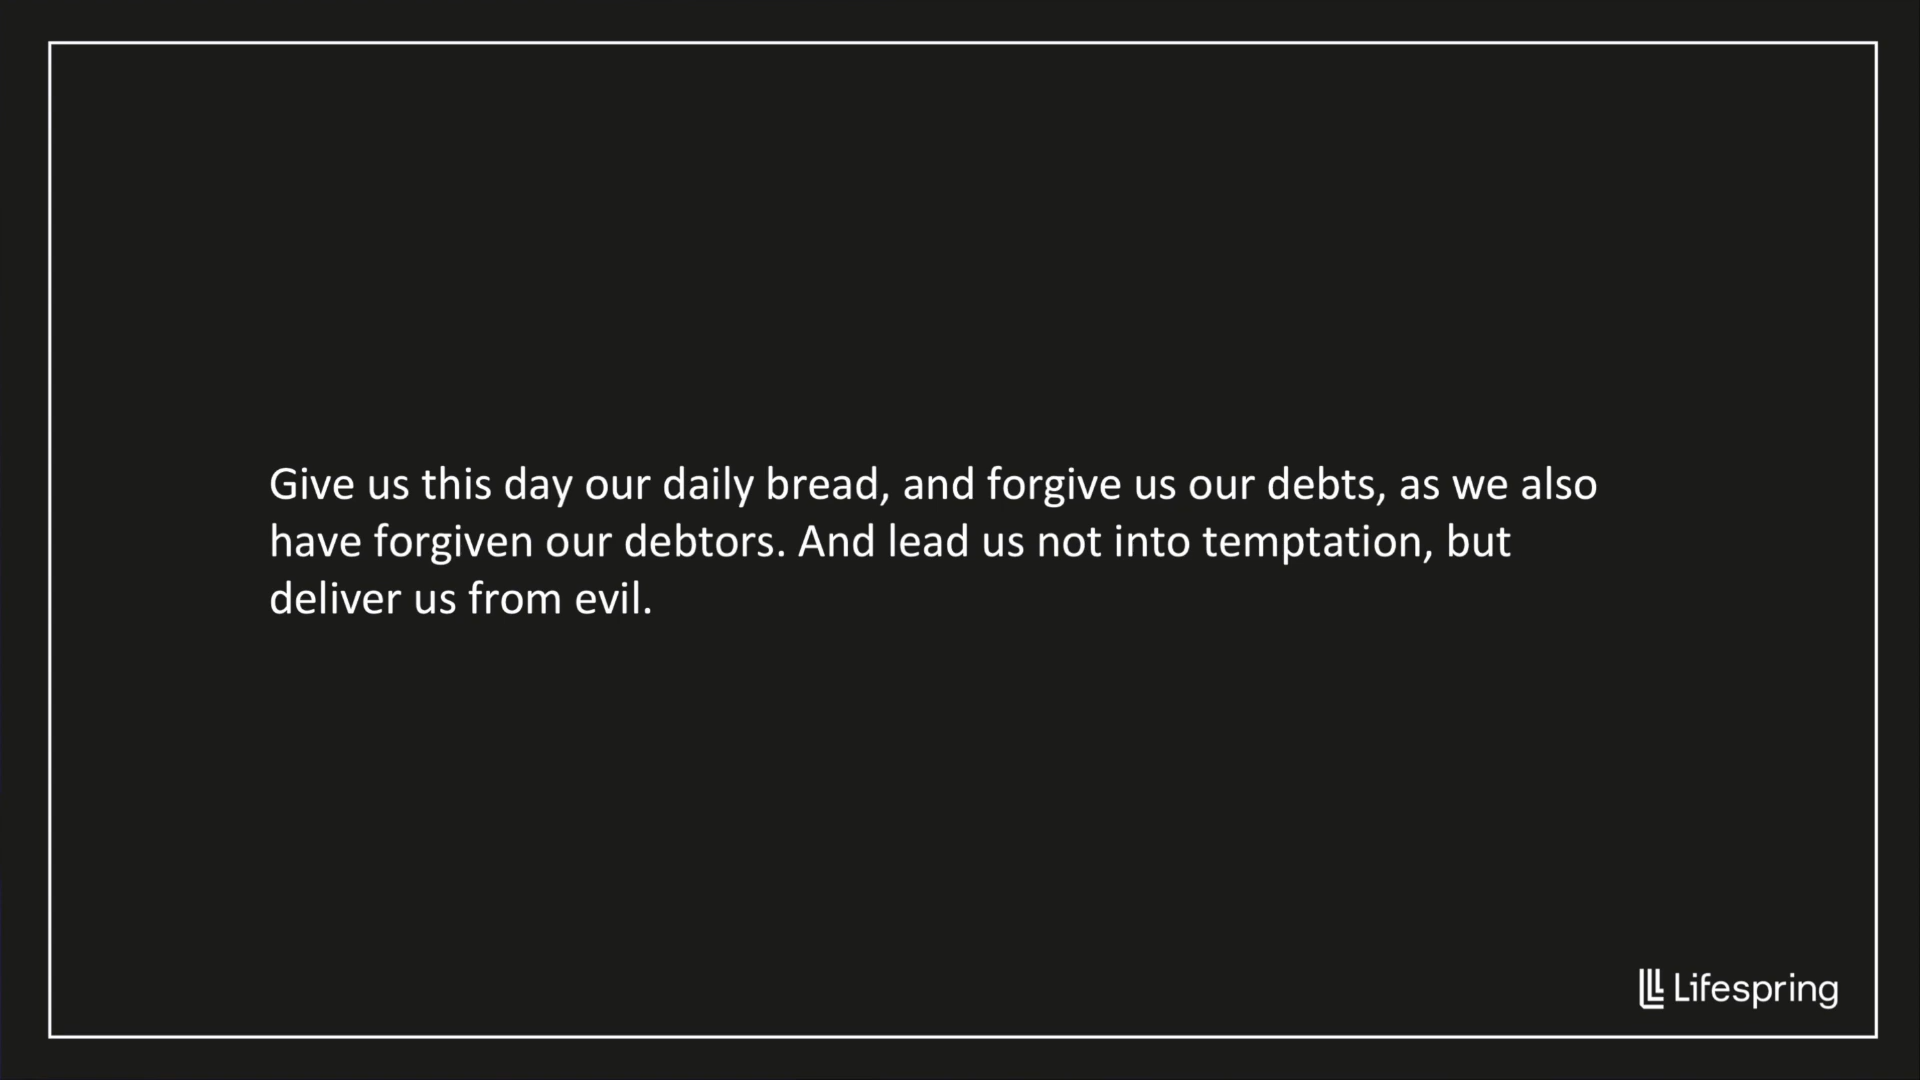 Give us this day our daily bread, and forgive us our debts, as we also
have forgiven our debtors. And lead us not into temptation, but
deliver us from evil.
Lifespring